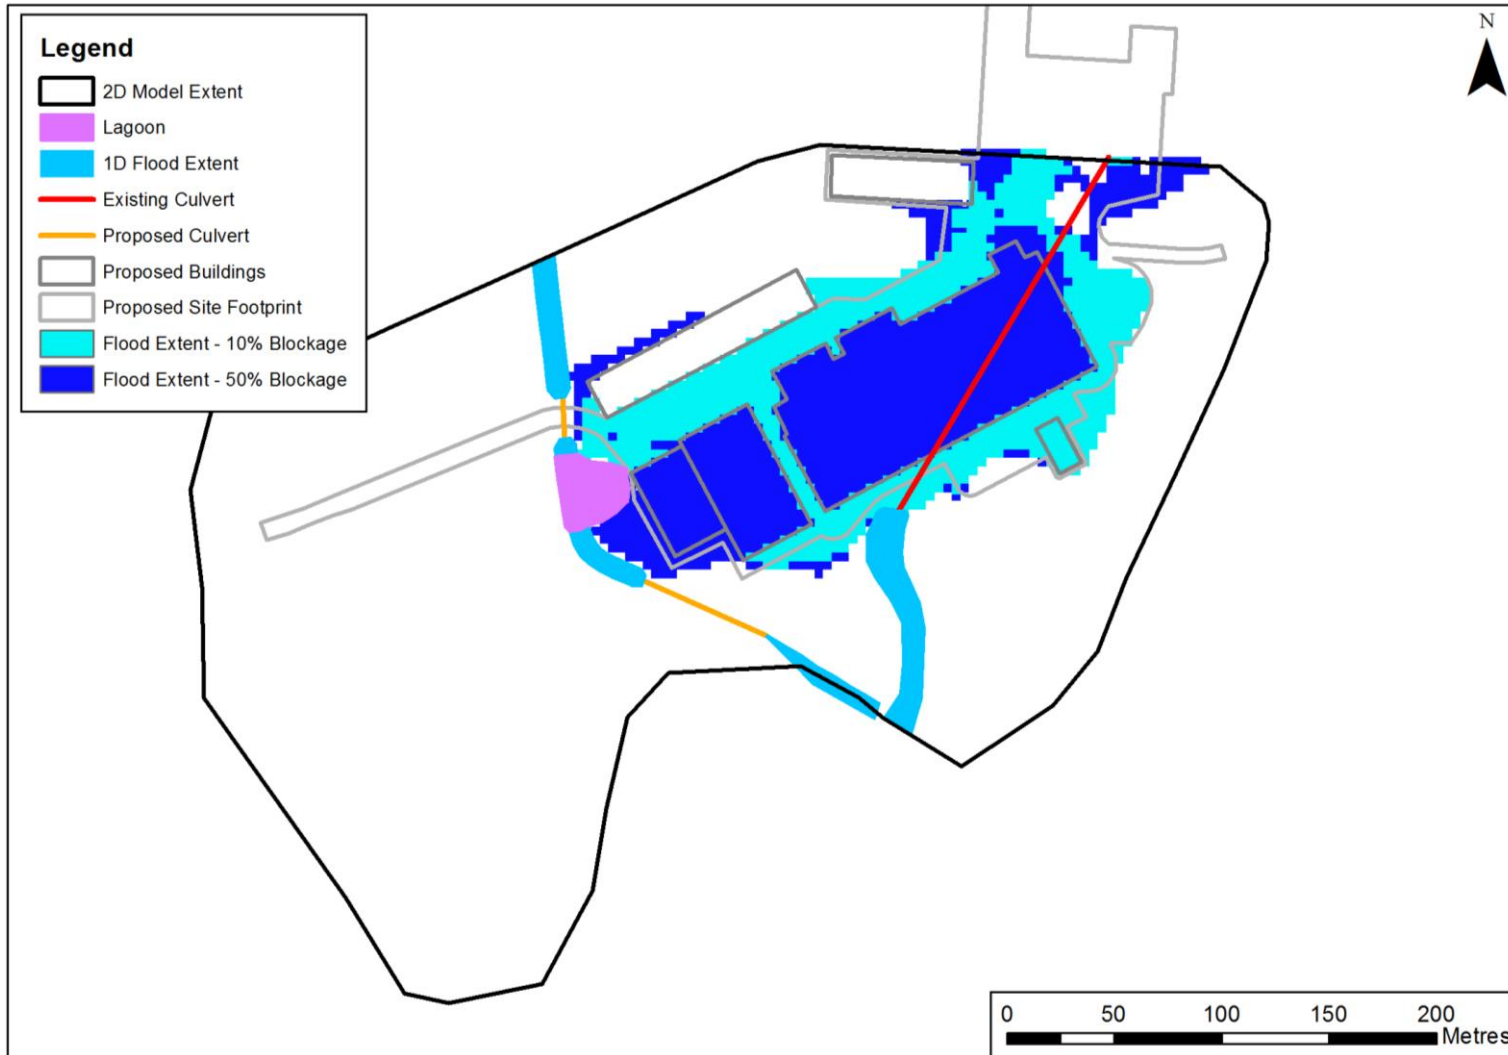 Legend
2D Model Extent
Lagoon
1D Flood Extent
Existing Culvert
Proposed Culvert
Proposed Buildings
Proposed Site Footprint
Flood Extent - 10% Blockage
Flood Extent - 50% Blockage
N
0 50 100 150 200
Metres